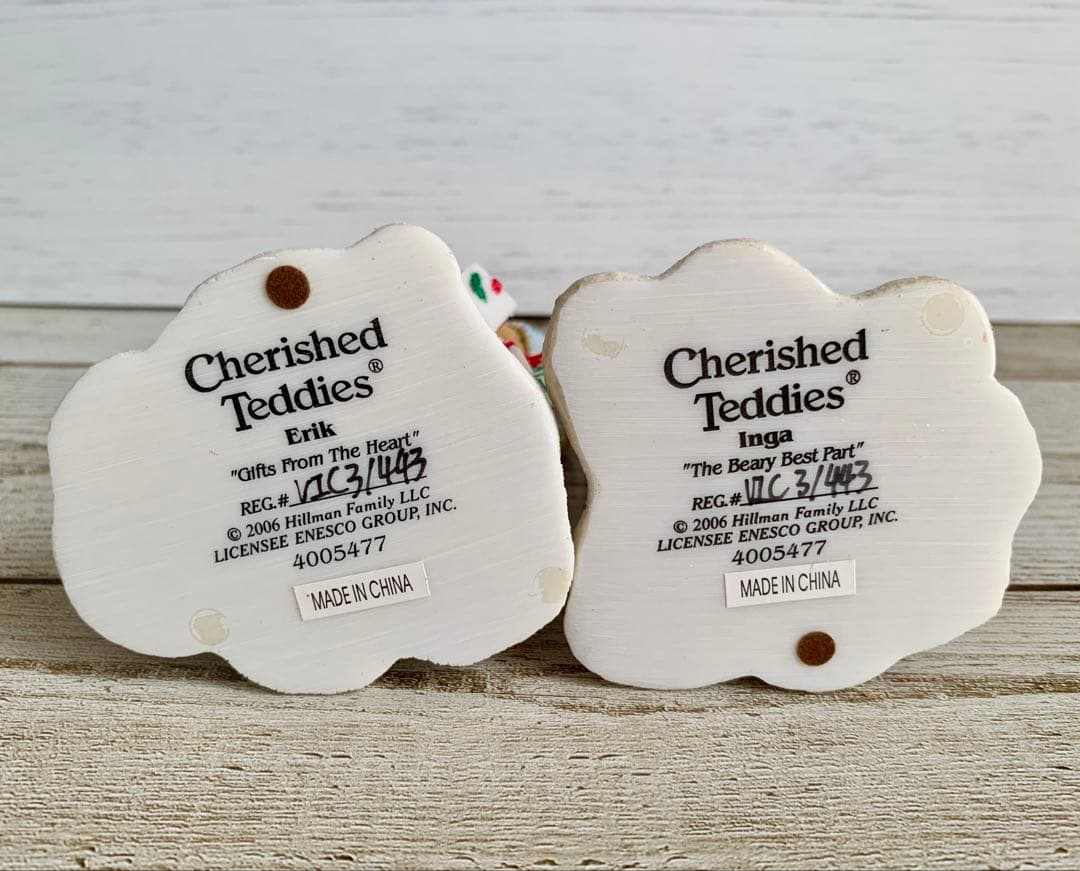 Cherished
Teddies®
Erik
"Gifts From The Heart"
REG.# V1C3/443
© 2006 Hillman Family LLC
LICENSEE ENESCO GROUP, INC.
4005477
MADE IN CHINA
Cherished
Teddies®
Inga
"The Beary Best Part"
REG.# 3/443
© 2006 Hillman Family LLC
LICENSEE ENESCO GROUP, INC.
4005477
MADE IN CHINA